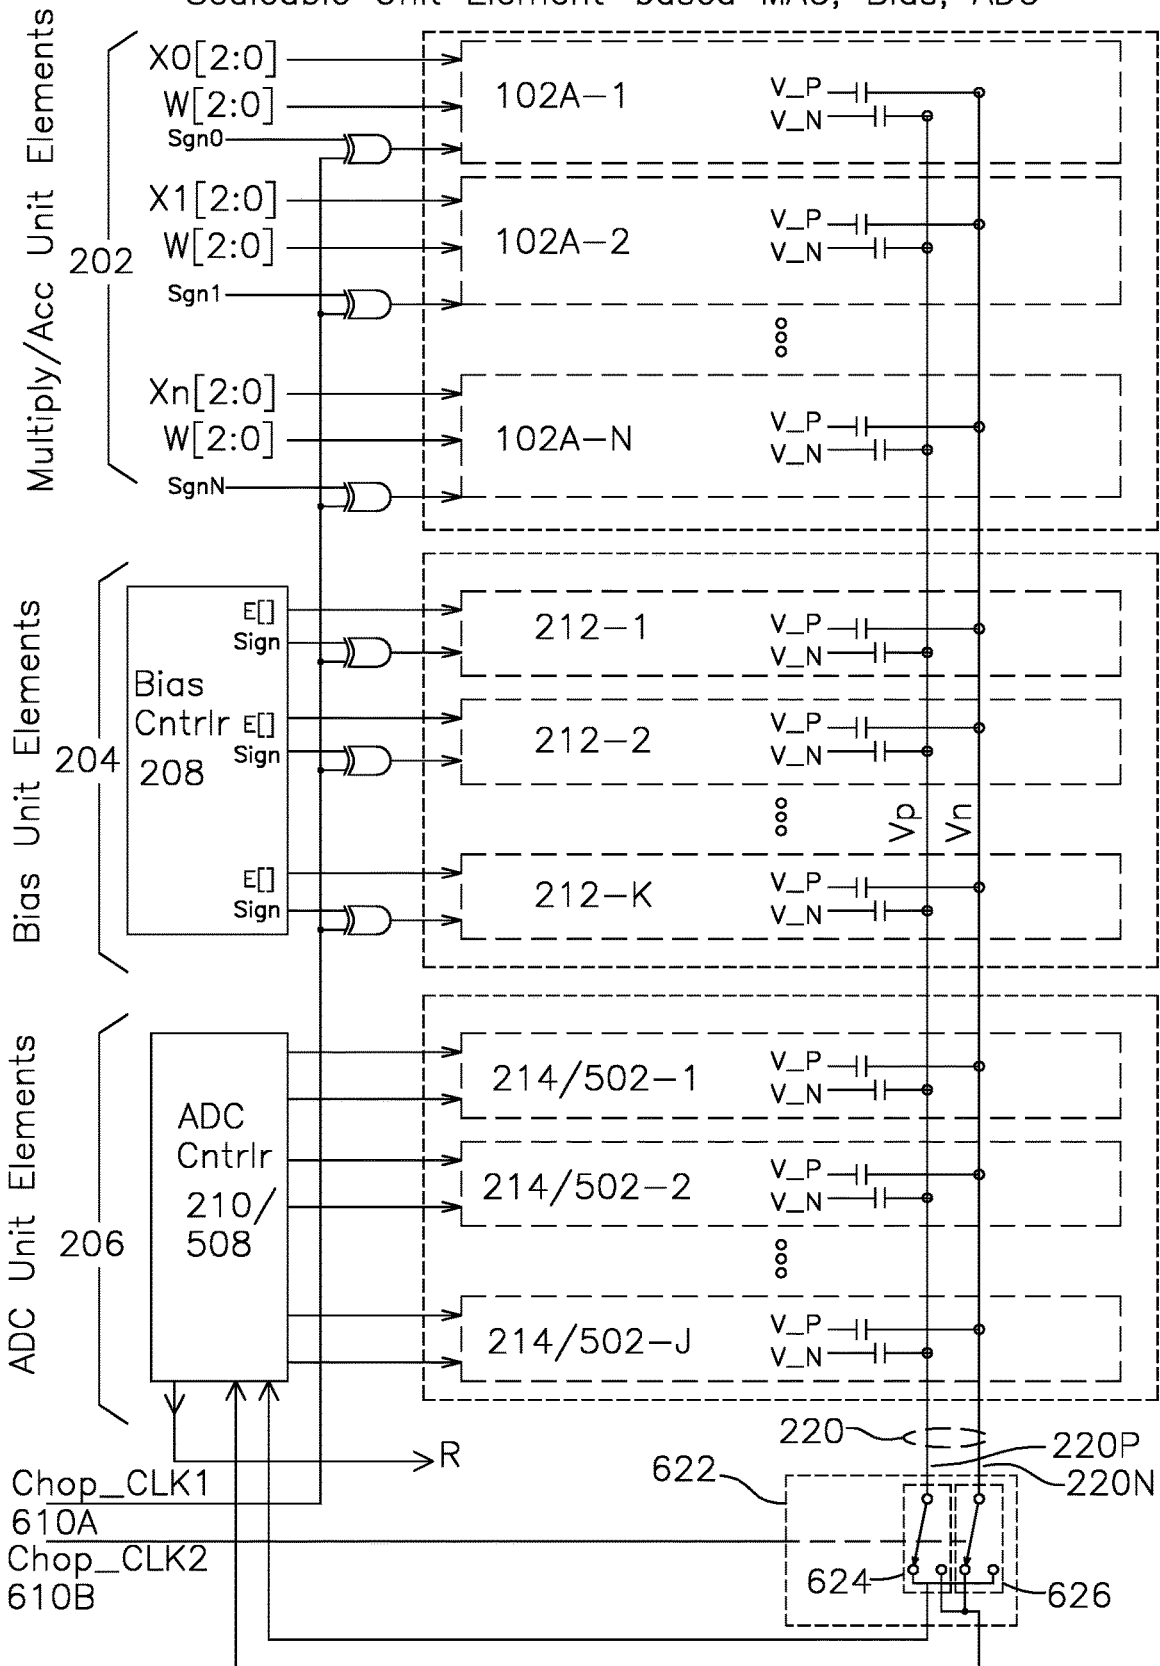 Scaleable Unit Element based MAC, Bias, ADC
Multiply/Acc Unit Elements
202
X0[2:0]
W[2:0]
Sgn0
102A-1
V_P
V_N
X1[2:0]
W[2:0]
Sgn1
102A-2
V_P
V_N
Xn[2:0]
W[2:0]
SgnN
102A-N
V_P
V_N
Bias Unit Elements
204
Bias
Cntrlr
208
E[]
Sign
212-1
V_P
V_N
E[]
Sign
212-2
V_P
V_N
Vp
Vn
E[]
Sign
212-K
V_P
V_N
ADC Unit Elements
206
ADC
Cntrlr
210/
508
214/502-1
V_P
V_N
214/502-2
V_P
V_N
214/502-J
V_P
V_N
R
220
220P
220N
622
Chop_CLK1
610A
Chop_CLK2
610B
624
626